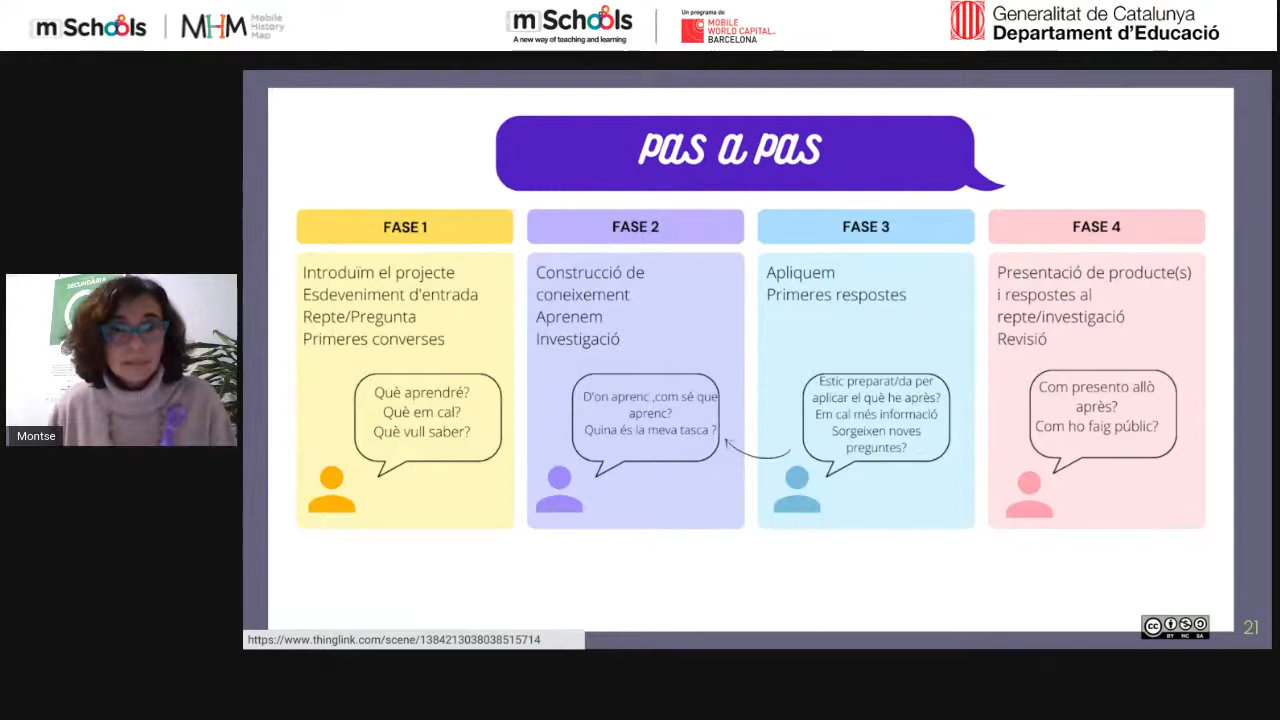 mSchools
MHM Mobile History Map
mSchools
A new way of teaching and learning
Un programa de
MOBILE
WORLD CAPITAL
BARCELONA
Generalitat de Catalunya
Departament d'Educació
pas a pas
FASE 1
Introduïm el projecte
Esdeveniment d'entrada
Repte/Pregunta
Primeres converses
Què aprendré?
Què em cal?
Què vull saber?
FASE 2
Construcció de
coneixement
Aprenem
Investigació
D'on aprenc ,com sé que
aprenc?
Quina és la meva tasca ?
FASE 3
Apliquem
Primeres respostes
Estic preparat/da per
aplicar el què he après?
Em cal més informació
Sorgeixen noves
preguntes?
FASE 4
Presentació de producte(s)
i respostes al
repte/investigació
Revisió
Com presento allò
après?
Com ho faig públic?
SECUNDÀRIA
Montse
https://www.thinglink.com/scene/1384213038038515714
cc
BY NC SA
21